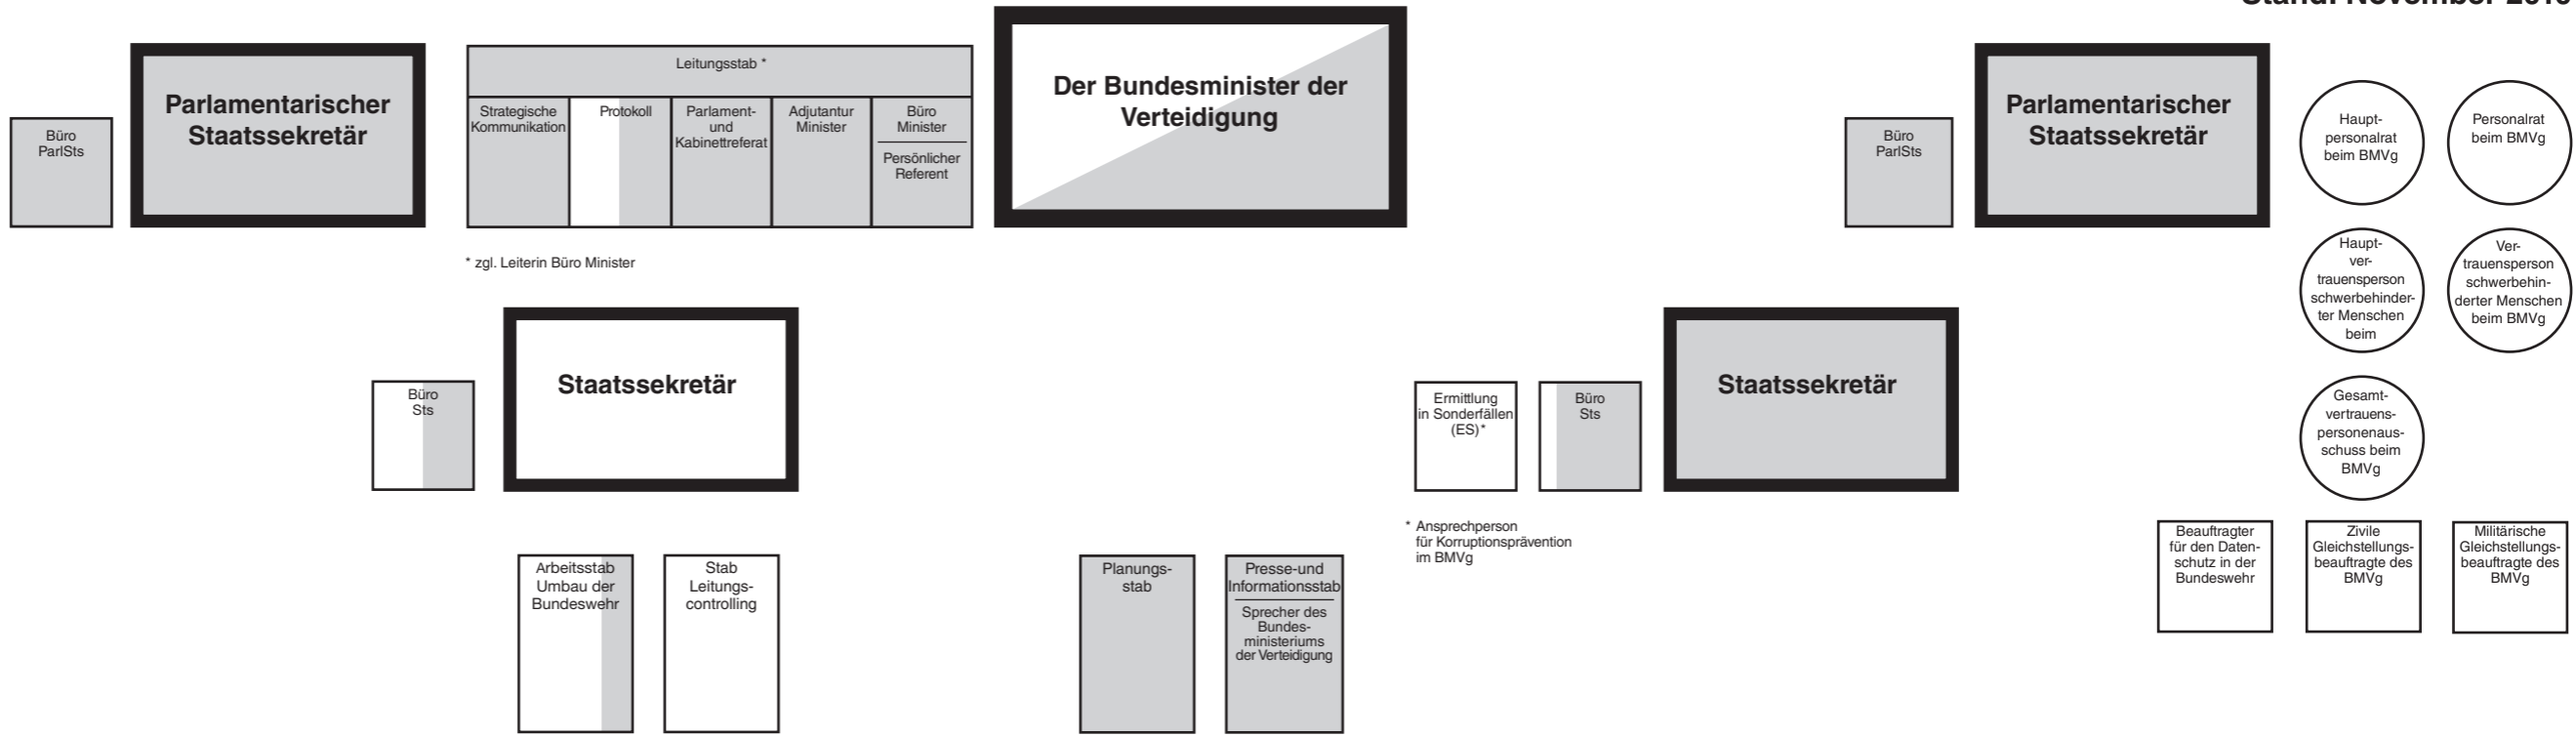 Stand: November 20
Büro
ParlSts
Parlamentarischer
Staatssekretär
Leitungsstab *
Strategische
Kommunikation
Protokoll
Parlament-
und
Kabinettreferat
Adjutantur
Minister
Büro
Minister
Persönlicher
Referent
* zgl. Leiterin Büro Minister
Der Bundesminister der
Verteidigung
Büro
ParlSts
Parlamentarischer
Staatssekretär
Haupt-
personalrat
beim BMVg
Personalrat
beim BMVg
Haupt-
ver-
trauensperson
schwerbehinder-
ter Menschen
beim
Ver-
trauensperson
schwerbehin-
derter Menschen
beim BMVg
Büro
Sts
Staatssekretär
Ermittlung
in Sonderfällen
(ES)*
Büro
Sts
Staatssekretär
Gesamt-
vertrauens-
personenaus-
schuss beim
BMVg
* Ansprechperson
für Korruptionsprävention
im BMVg
Arbeitsstab
Umbau der
Bundeswehr
Stab
Leitungs-
controlling
Planungs-
stab
Presse-und
Informationsstab
Sprecher des
Bundes-
ministeriums
der Verteidigung
Beauftragter
für den Daten-
schutz in der
Bundeswehr
Zivile
Gleichstellungs-
beauftragte des
BMVg
Militärische
Gleichstellungs-
beauftragte des
BMVg